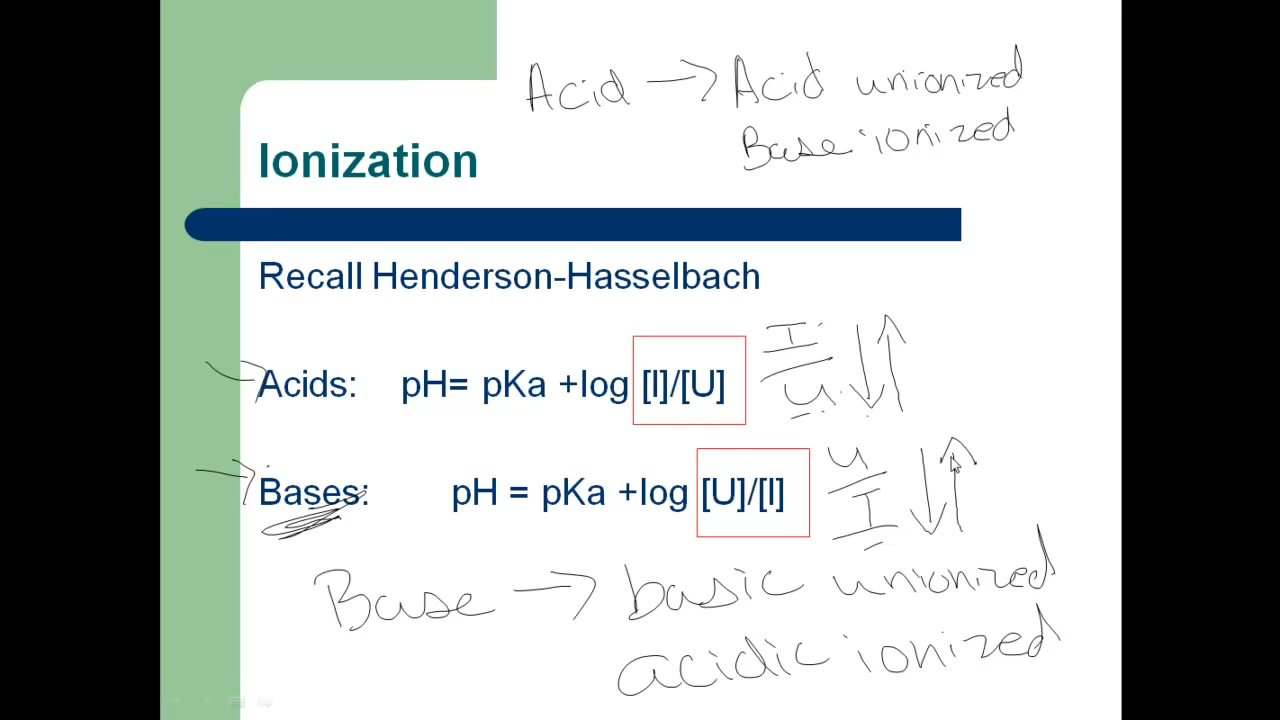 Acid → Acid unionized
Base ionized
Ionization
Recall Henderson-Hasselbach
Acids: pH= pKa +log [I]/[U] I/U ↓↑
Bases: pH = pKa +log [U]/[I] U/I ↓↑
Base → basic unionized
acidic ionized